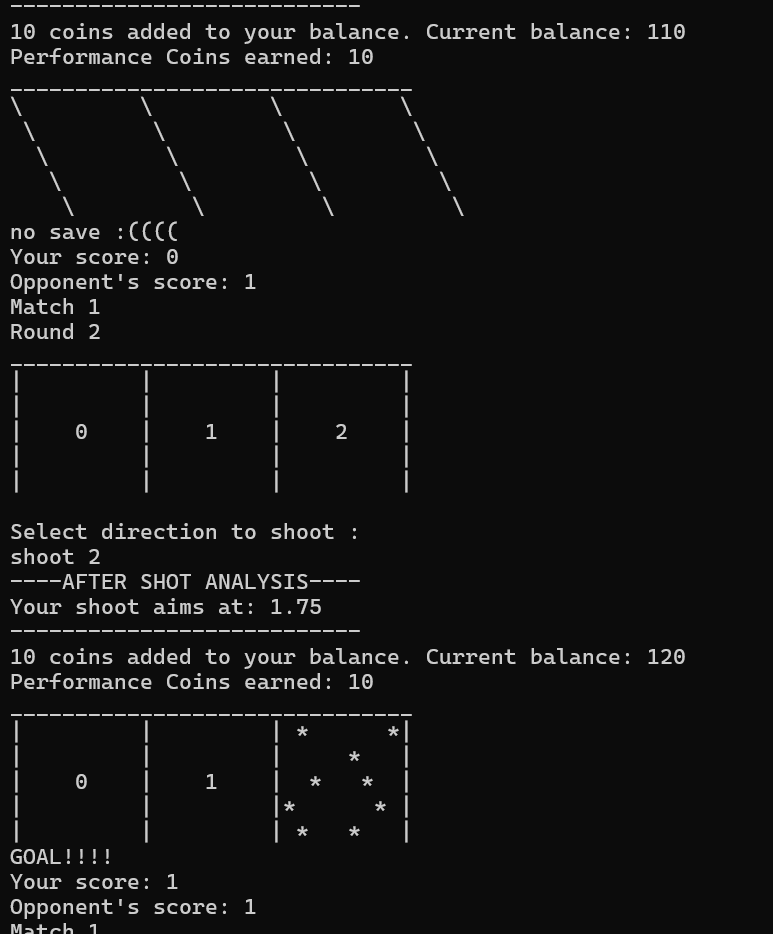 ---------------------------
10 coins added to your balance. Current balance: 110
Performance Coins earned: 10
_______________________________
\         \         \         \
 \         \         \         \
  \         \         \         \
   \         \         \         \
    \         \         \         \
no save :((((
Your score: 0
Opponent's score: 1
Match 1
Round 2
_______________________________
|         |         |         |
|         |         |         |
|    0    |    1    |    2    |
|         |         |         |
|         |         |         |
Select direction to shoot :
shoot 2
----AFTER SHOT ANALYSIS----
Your shoot aims at: 1.75
---------------------------
10 coins added to your balance. Current balance: 120
Performance Coins earned: 10
_______________________________
|         |         | *      *|
|         |         |     *   |
|    0    |    1    |  *   *  |
|         |         |*      * |
|         |         | *   *   |
GOAL!!!!
Your score: 1
Opponent's score: 1
Match 1